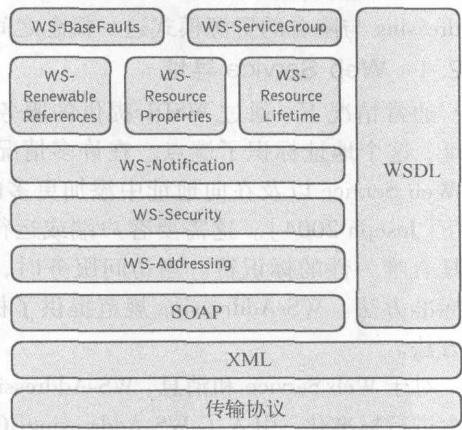 WS-BaseFaults
WS-ServiceGroup
WS-
Renewable
References
WS-
Resource
Properties
WS-
Resource
Lifetime
WSDL
WS-Notification
WS-Security
WS-Addressing
SOAP
XML
传输协议